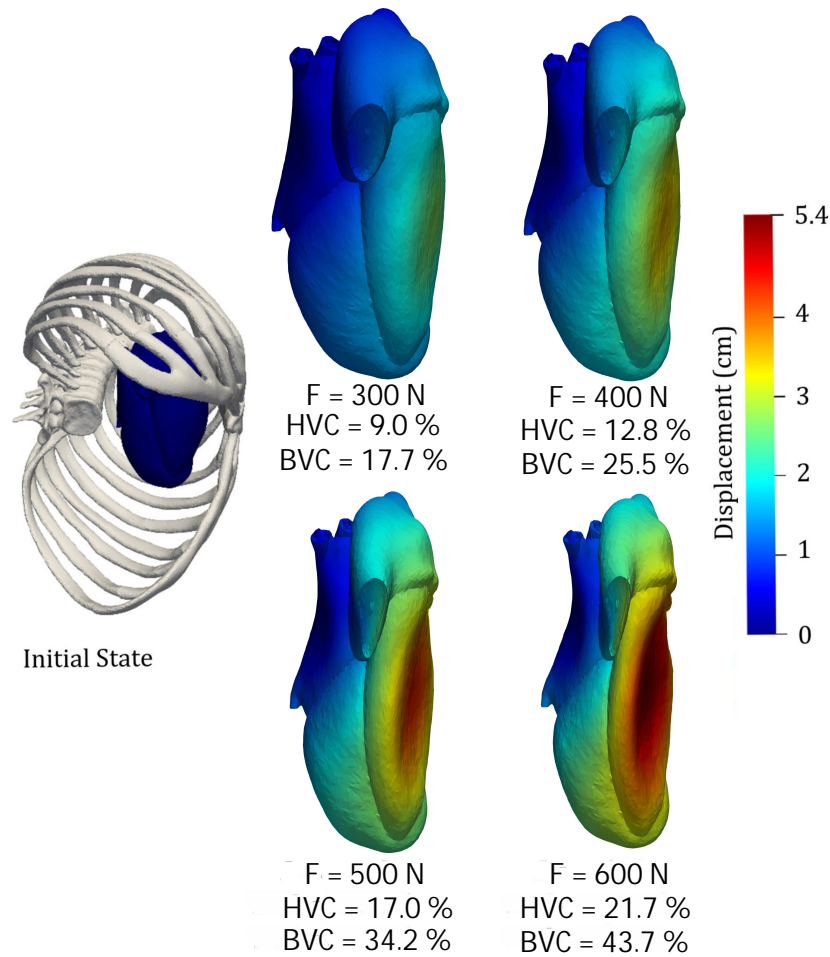 F = 300 N
HVC = 9.0 %
BVC = 17.7 %
F = 400 N
HVC = 12.8 %
BVC = 25.5 %
Displacement (cm)
5.4
4
3
2
1
0
Initial State
F = 500 N
HVC = 17.0 %
BVC = 34.2 %
F = 600 N
HVC = 21.7 %
BVC = 43.7 %